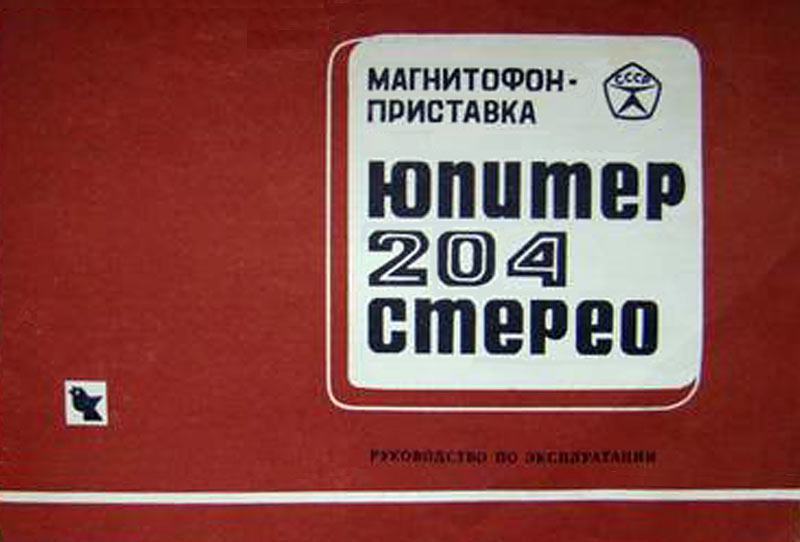 МАГНИТОФОН-
ПРИСТАВКА
СССР
юпитер
204
стерео
РУКОВОДСТВО ПО ЭКСПЛУАТАЦИИ